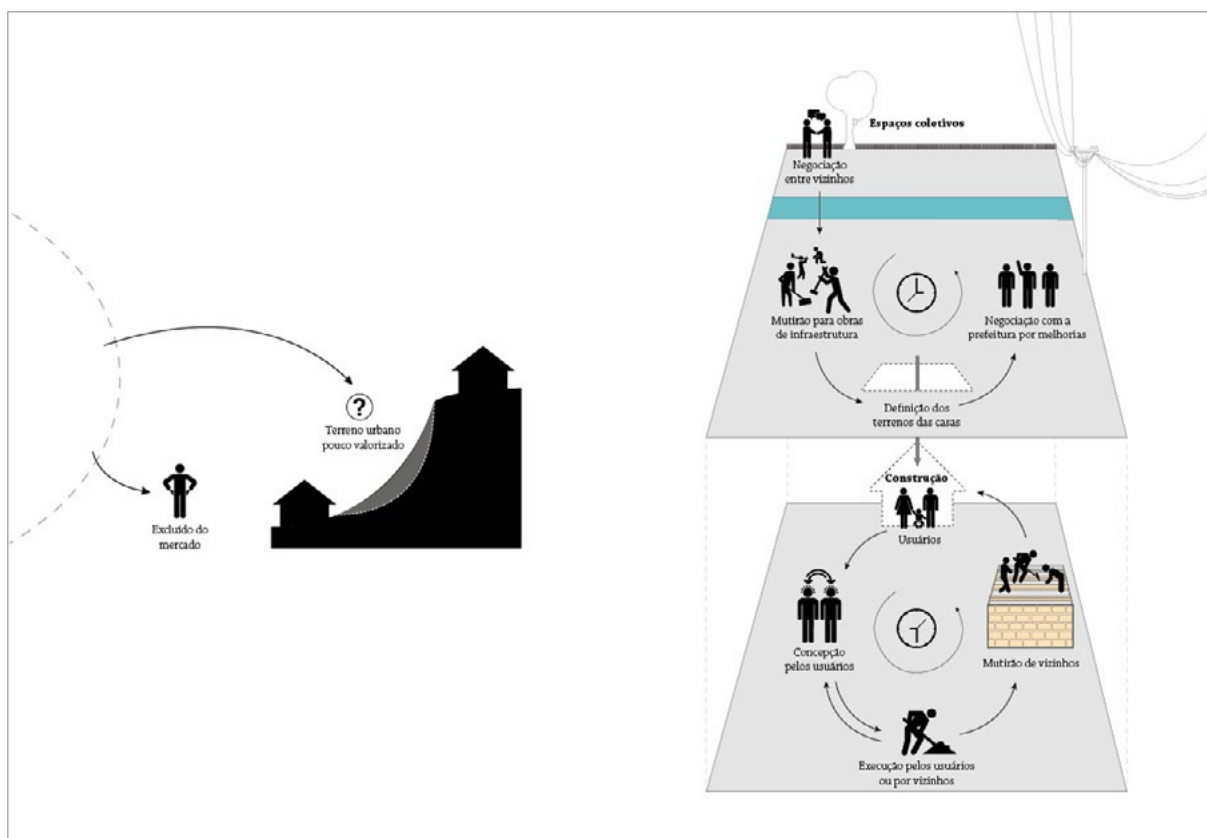 Terreno urbano
pouco valorizado
Excluído do
mercado
Espaços coletivos
Negociação
entre vizinhos
Mutirão para obras
de infraestrutura
Negociação com a
prefeitura por melhorias
Definição dos
terrenos das casas
Construção
Usuários
Concepção
pelos usuários
Mutirão de vizinhos
Execução pelos usuários
ou por vizinhos